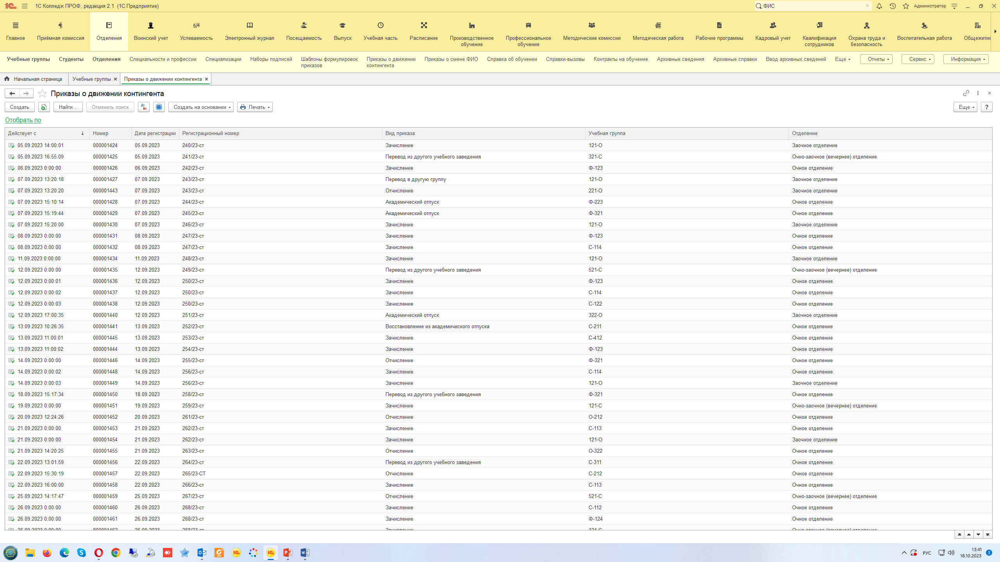 1С Колледж ПРОФ, редакция 2.1 (1С:Предприятие)
ФИС
Администратор
Главное
Приёмная комиссия
Отделения
Воинский учет
5/4
Успеваемость
Электронный журнал
Посещаемость
Выпуск
Учебная часть
Расписание
Производственное
обучение
Профессиональное
обучение
Методические комиссии
Методическая работа
Рабочие программы
Кадровый учет
Квалификация
сотрудников
Охрана труда и
безопасность
Воспитательная работа
Общежитие
Учебные группы
Студенты
Отделения
Специальности и профессии
Специализации
Наборы подписей
Шаблоны формулировок
приказов
Приказы о движении
контингента
Приказы о смене ФИО
Справка об обучении
Справки-вызовы
Контракты на обучение
Архивные сведения
Архивные справки
Ввод архивных сведений
Еще
Отчеты
Сервис
Информация
Начальная страница
Учебные группы
Приказы о движении контингента
Приказы о движении контингента
Создать
Найти...
Отменить поиск
Дт Кт
Создать на основании
Печать
Еще
?
Отобрать по
Действует с Номер Дата регистрации Регистрационный номер Вид приказа Учебная группа Отделение
05.09.2023 14:00:01 000001424 05.09.2023 240/23-ст Зачисление 121-О Заочное отделение
05.09.2023 16:55:09 000001425 05.09.2023 241/23-ст Перевод из другого учебного заведения 321-С Очно-заочное (вечернее) отделение
06.09.2023 0:00:00 000001426 06.09.2023 242/23-ст Зачисление Ф-123 Очное отделение
07.09.2023 13:20:18 000001427 07.09.2023 243/23-ст Перевод в другую группу 121-О Заочное отделение
07.09.2023 13:20:20 000001443 07.09.2023 243/23-ст Отчисление 221-О Заочное отделение
07.09.2023 15:10:14 000001428 07.09.2023 244/23-ст Академический отпуск Ф-223 Очное отделение
07.09.2023 15:19:44 000001429 07.09.2023 245/23-ст Академический отпуск Ф-321 Очное отделение
07.09.2023 15:20:00 000001430 07.09.2023 246/23-ст Зачисление 121-О Заочное отделение
08.09.2023 0:00:00 000001431 08.09.2023 247/23-ст Зачисление Ф-123 Очное отделение
08.09.2023 0:00:00 000001432 08.09.2023 247/23-ст Зачисление С-114 Очное отделение
11.09.2023 0:00:00 000001434 11.09.2023 248/23-ст Зачисление 121-О Заочное отделение
12.09.2023 0:00:00 000001435 12.09.2023 249/23-ст Перевод из другого учебного заведения 521-С Очно-заочное (вечернее) отделение
12.09.2023 0:00:01 000001436 12.09.2023 250/23-ст Зачисление Ф-123 Очное отделение
12.09.2023 0:00:02 000001437 12.09.2023 250/23-ст Зачисление С-114 Очное отделение
12.09.2023 0:00:03 000001438 12.09.2023 250/23-ст Зачисление С-122 Очное отделение
12.09.2023 17:00:35 000001440 12.09.2023 251/23-ст Академический отпуск 322-О Заочное отделение
13.09.2023 10:26:35 000001441 13.09.2023 252/23-ст Восстановление из академического отпуска С-211 Очное отделение
13.09.2023 11:00:01 000001445 13.09.2023 253/23-ст Зачисление С-412 Очное отделение
13.09.2023 11:00:02 000001444 13.09.2023 254/23-ст Зачисление Ф-123 Очное отделение
14.09.2023 0:00:00 000001446 14.09.2023 255/23-ст Отчисление Ф-321 Очное отделение
14.09.2023 0:00:02 000001448 14.09.2023 256/23-ст Зачисление С-114 Очное отделение
14.09.2023 0:00:03 000001449 14.09.2023 256/23-ст Зачисление 121-О Заочное отделение
18.09.2023 15:17:34 000001450 18.09.2023 258/23-ст Перевод из другого учебного заведения Ф-321 Очное отделение
19.09.2023 0:00:00 000001451 19.09.2023 259/23-ст Зачисление 121-С Очно-заочное (вечернее) отделение
20.09.2023 12:24:26 000001452 20.09.2023 261/23-ст Отчисление О-212 Очное отделение
21.09.2023 0:00:00 000001453 21.09.2023 262/23-ст Зачисление С-113 Очное отделение
21.09.2023 0:00:00 000001454 21.09.2023 262/23-ст Зачисление 121-О Заочное отделение
21.09.2023 14:20:25 000001455 21.09.2023 263/23-ст Отчисление О-322 Очное отделение
22.09.2023 13:01:59 000001456 22.09.2023 264/23-ст Перевод из другого учебного заведения С-311 Очное отделение
22.09.2023 15:30:19 000001457 22.09.2023 265/23-СТ Отчисление С-212 Очное отделение
22.09.2023 16:00:00 000001458 22.09.2023 266/23-ст Зачисление С-113 Очное отделение
25.09.2023 14:17:47 000001459 25.09.2023 267/23-ст Отчисление 521-С Очно-заочное (вечернее) отделение
26.09.2023 0:00:00 000001460 26.09.2023 268/23-ст Зачисление С-112 Очное отделение
26.09.2023 0:00:00 000001461 26.09.2023 268/23-ст Зачисление Ф-124 Очное отделение
26.09.2023 0:00:00 000001462 26.09.2023 268/23-ст Зачисление 121-С Очно-заочное (вечернее) отделение
РУС
13:41
18.10.2023
3